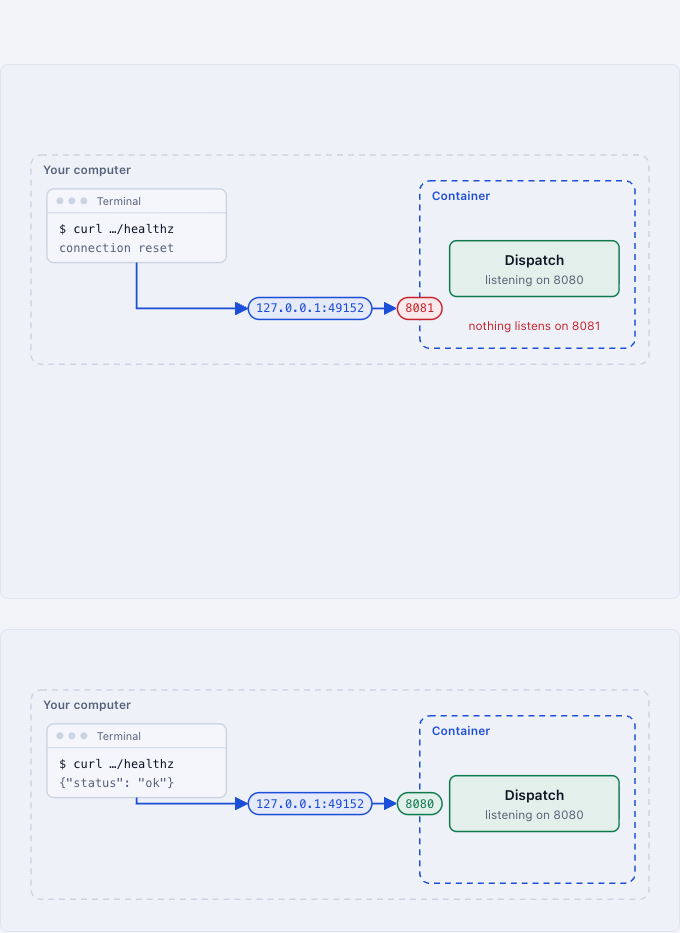 Your computer
Container
Terminal
$ curl …/healthz
connection reset
Dispatch
listening on 8080
127.0.0.1:49152
8081
nothing listens on 8081
Your computer
Container
Terminal
$ curl …/healthz
{"status": "ok"}
Dispatch
listening on 8080
127.0.0.1:49152
8080